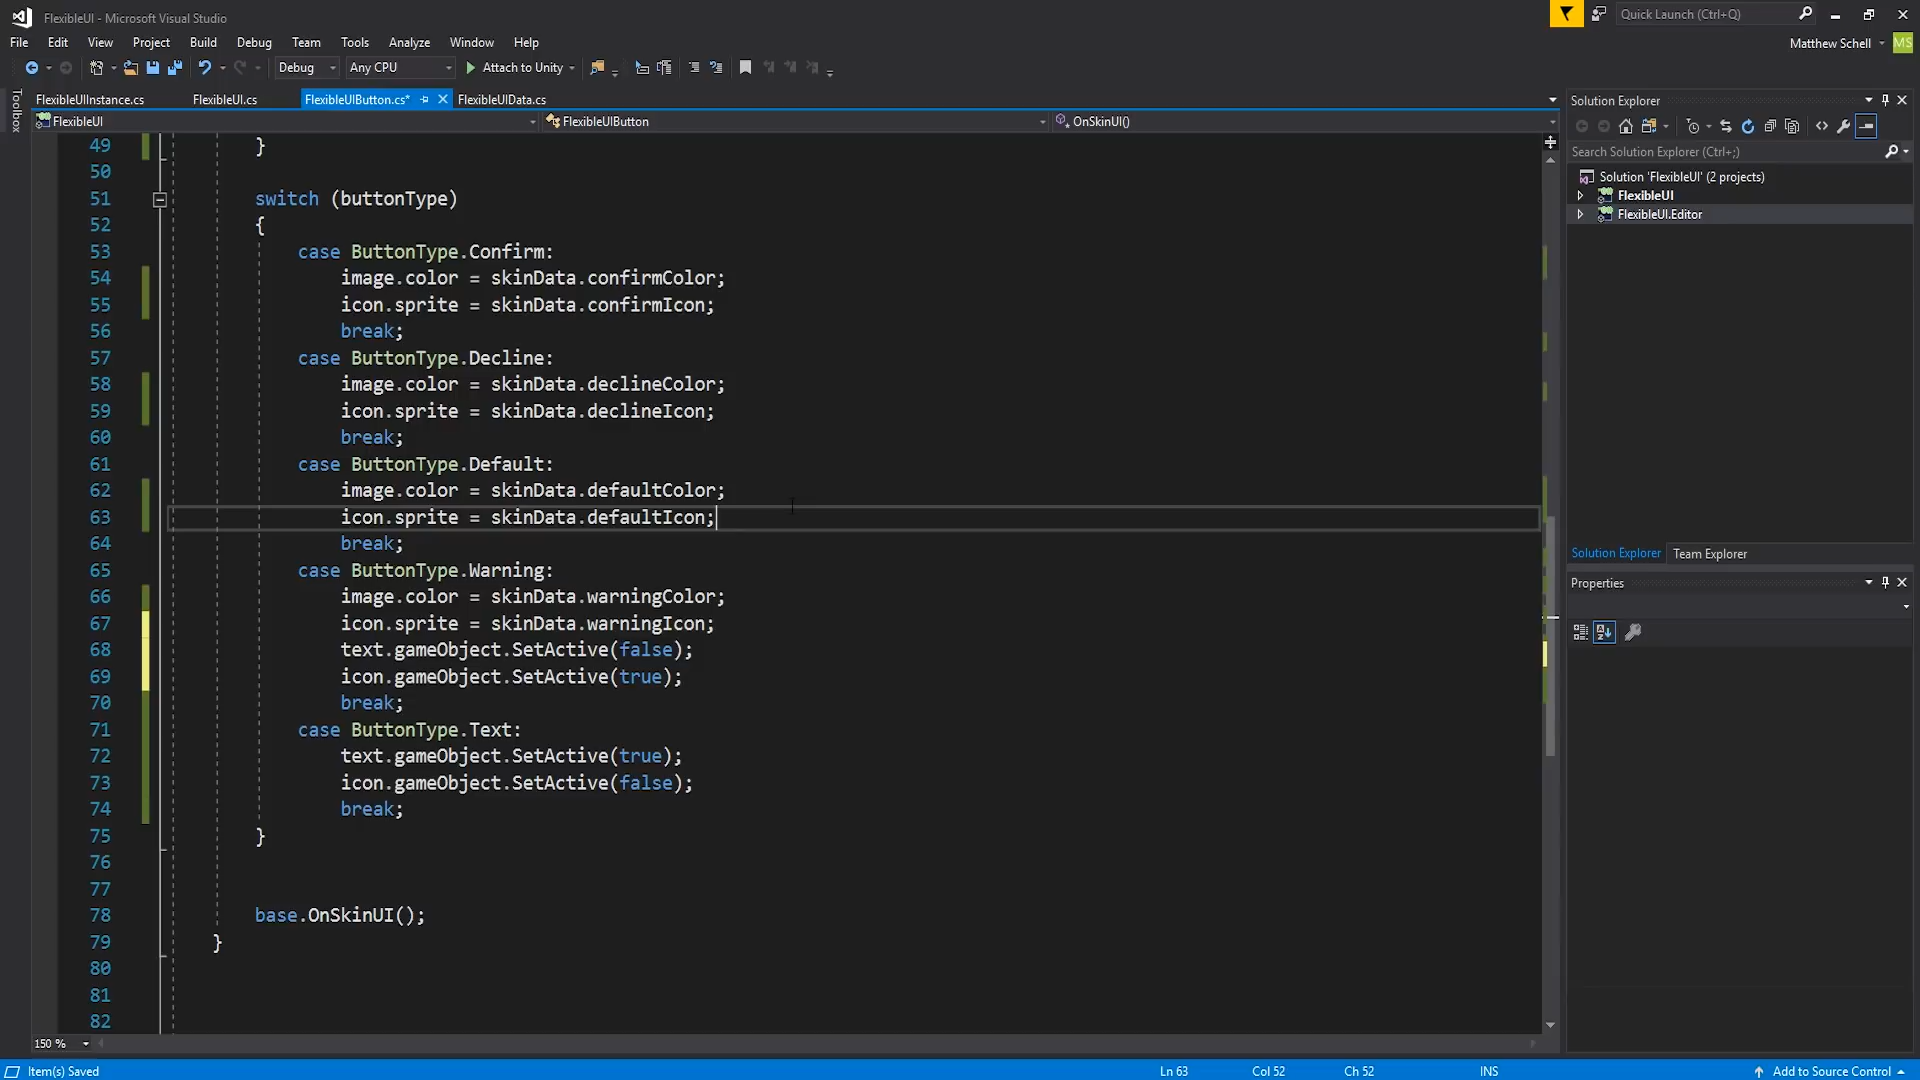 FlexibleUI - Microsoft Visual Studio
Quick Launch (Ctrl+Q)
File Edit View Project Build Debug Team Tools Analyze Window Help
Matthew Schell MS
Debug Any CPU Attach to Unity
Toolbox
FlexibleUIInstance.cs FlexibleUI.cs FlexibleUIButton.cs* FlexibleUIData.cs
FlexibleUI FlexibleUIButton OnSkinUI()
49 }
50
51 switch (buttonType)
52 {
53 case ButtonType.Confirm:
54 image.color = skinData.confirmColor;
55 icon.sprite = skinData.confirmIcon;
56 break;
57 case ButtonType.Decline:
58 image.color = skinData.declineColor;
59 icon.sprite = skinData.declineIcon;
60 break;
61 case ButtonType.Default:
62 image.color = skinData.defaultColor;
63 icon.sprite = skinData.defaultIcon;
64 break;
65 case ButtonType.Warning:
66 image.color = skinData.warningColor;
67 icon.sprite = skinData.warningIcon;
68 text.gameObject.SetActive(false);
69 icon.gameObject.SetActive(true);
70 break;
71 case ButtonType.Text:
72 text.gameObject.SetActive(true);
73 icon.gameObject.SetActive(false);
74 break;
75 }
76
77
78 base.OnSkinUI();
79 }
80
81
82
150 %
Solution Explorer
Search Solution Explorer (Ctrl+;)
Solution 'FlexibleUI' (2 projects)
FlexibleUI
FlexibleUI.Editor
Solution Explorer Team Explorer
Properties
Item(s) Saved Ln 63 Col 52 Ch 52 INS Add to Source Control